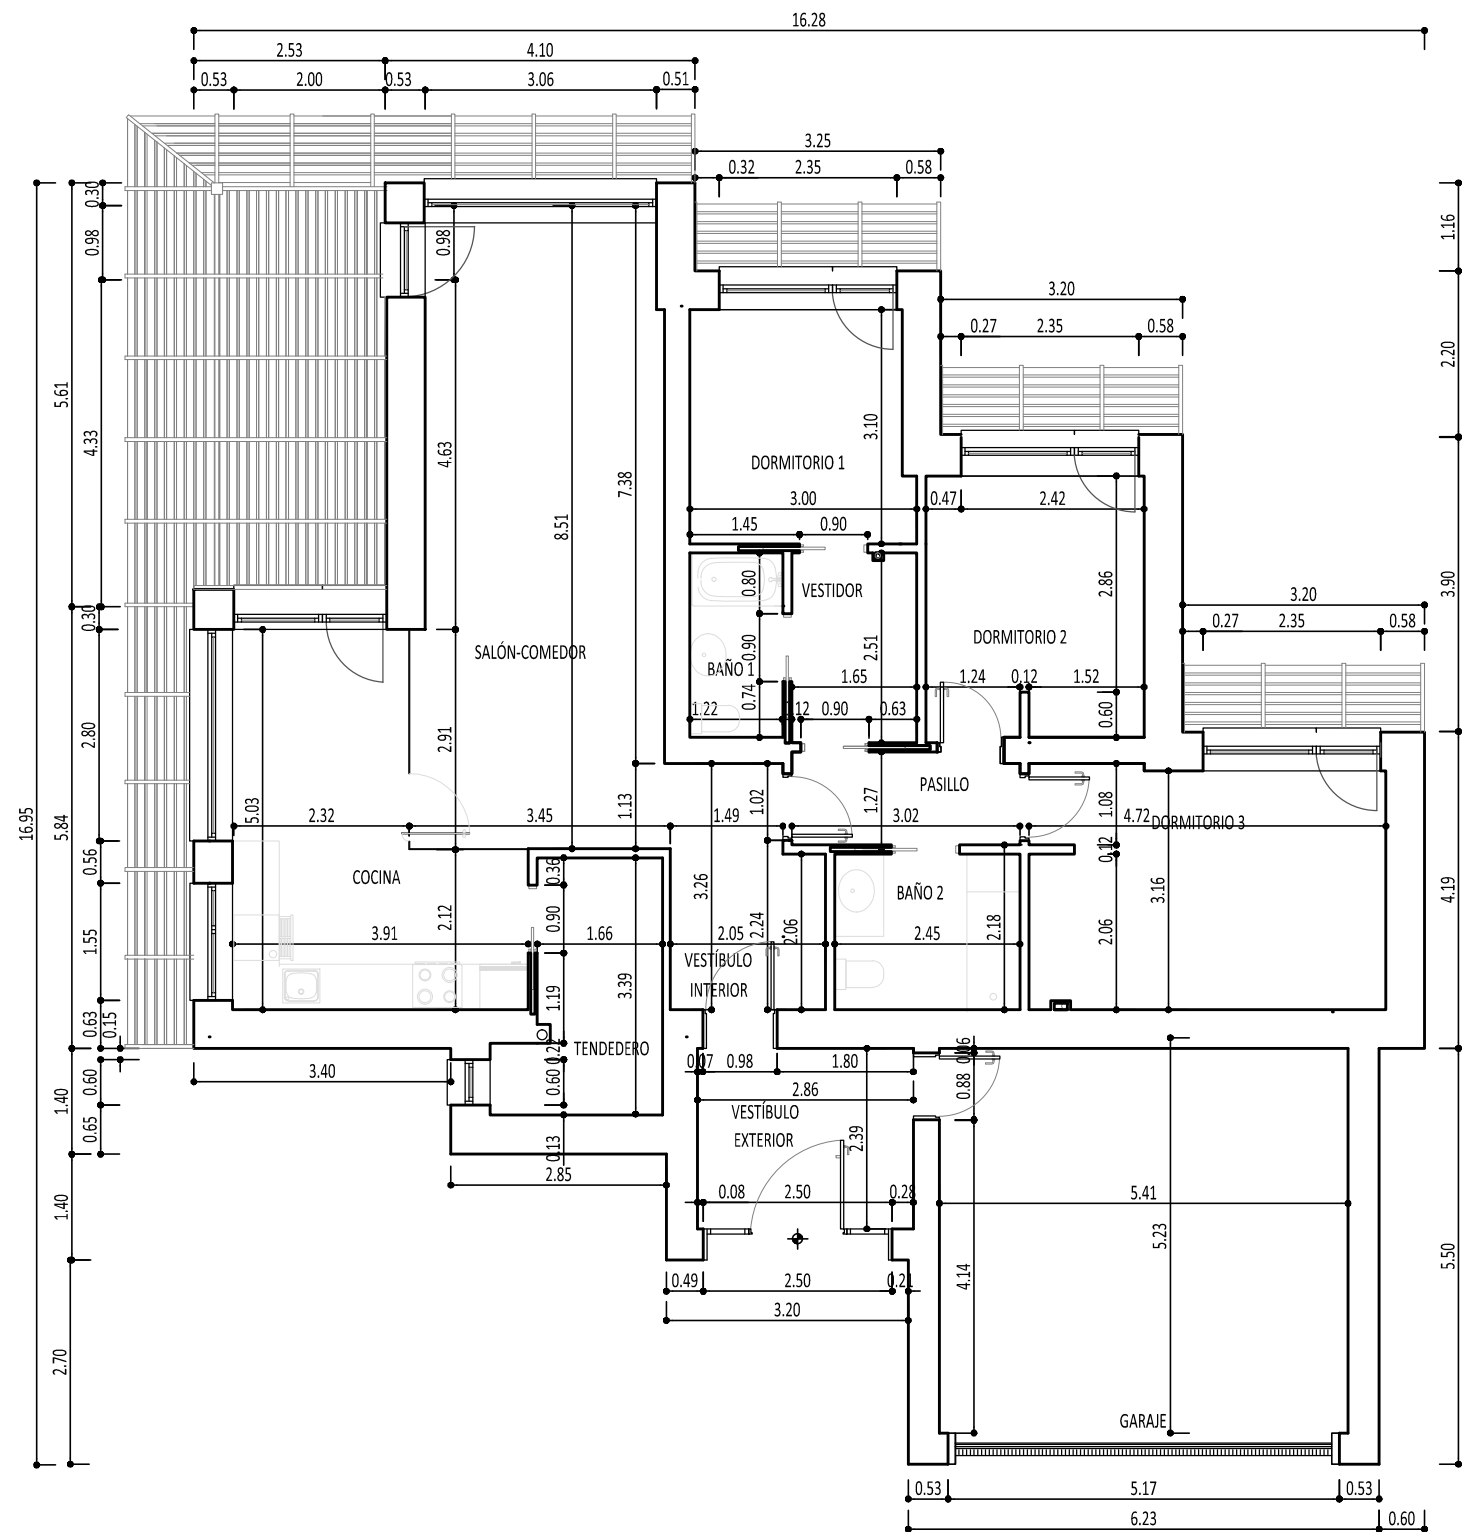 16.28
2.53 4.10
0.53 2.00 0.53 3.06 0.51
3.25
0.32 2.35 0.58
0.30
0.98 0.98
1.16
3.20
0.27 2.35 0.58
2.20
5.61
4.33 4.63 7.38 3.10
DORMITORIO 1
3.00 0.47 2.42
1.45 0.90
8.51
0.80 VESTIDOR 2.86 3.90
3.20
0.30 0.27 2.35 0.58
SALÓN-COMEDOR 0.90 2.51 DORMITORIO 2
BAÑO 1
0.74 1.65 1.24 0.12 1.52
1.22 12 0.90 0.63 0.60
2.80 2.91
PASILLO
16.95 5.84 5.03 1.13 1.02 1.27 1.08
2.32 3.45 1.49 3.02 4.72 DORMITORIO 3
0.12
0.56 COCINA 0.36 3.26 BAÑO 2 3.16 4.19
2.12 0.90 2.24 2.06 2.18 2.06
1.55 3.91 1.66 2.05 2.45
VESTÍBULO
INTERIOR
1.19 3.39
0.63 0.15
0.22 TENDEDERO 0.06
3.40 0.07 0.98 1.80
0.60 0.60 0.88
1.40 2.86
VESTÍBULO
EXTERIOR
0.65 0.13 2.39
2.85
1.40 0.08 2.50 0.28 5.41
5.23 5.50
4.14
0.49 2.50 0.21
3.20
2.70
GARAJE
0.53 5.17 0.53
6.23 0.60